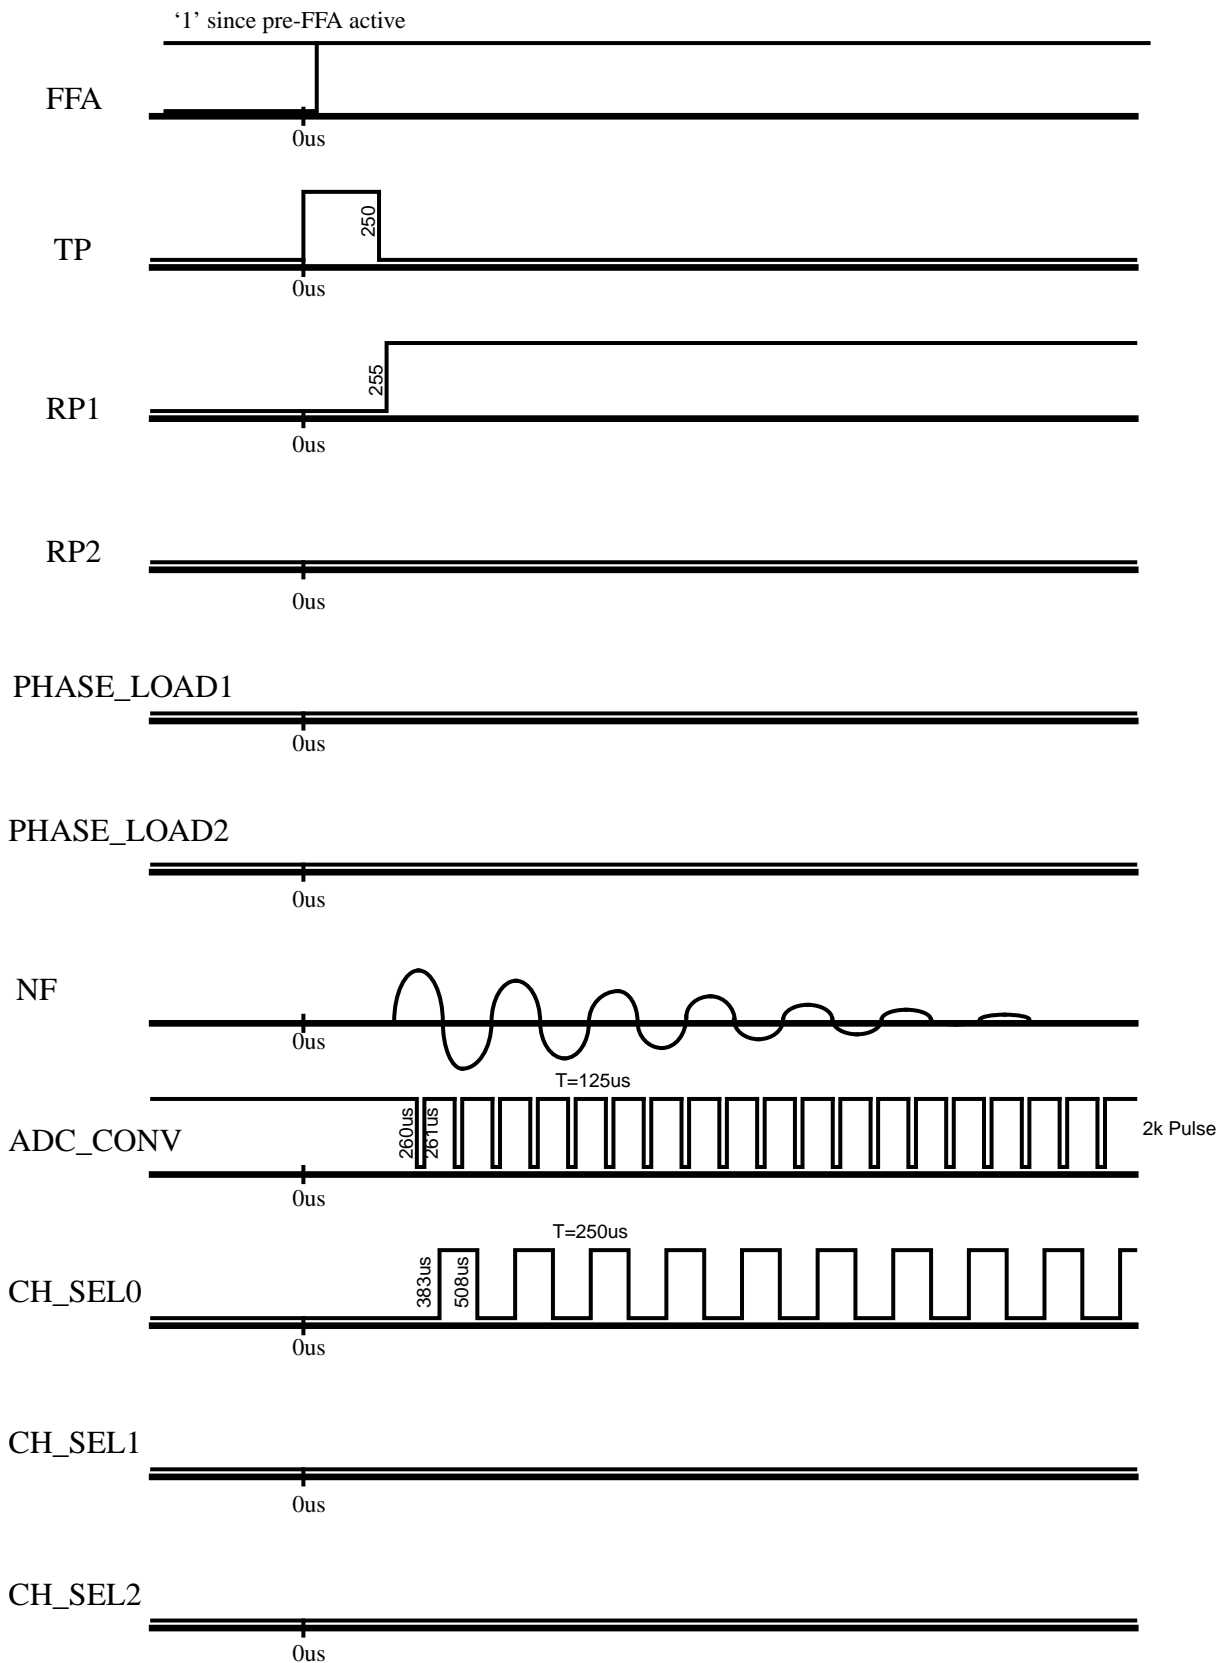 ‘1’ since pre-FFA active
FFA
0us
250
TP
0us
255
RP1
0us
RP2
0us
PHASE_LOAD1
0us
PHASE_LOAD2
0us
NF
0us
T=125us
260us
261us
2k Pulse
ADC_CONV
0us
T=250us
383us
508us
CH_SEL0
0us
CH_SEL1
0us
CH_SEL2
0us